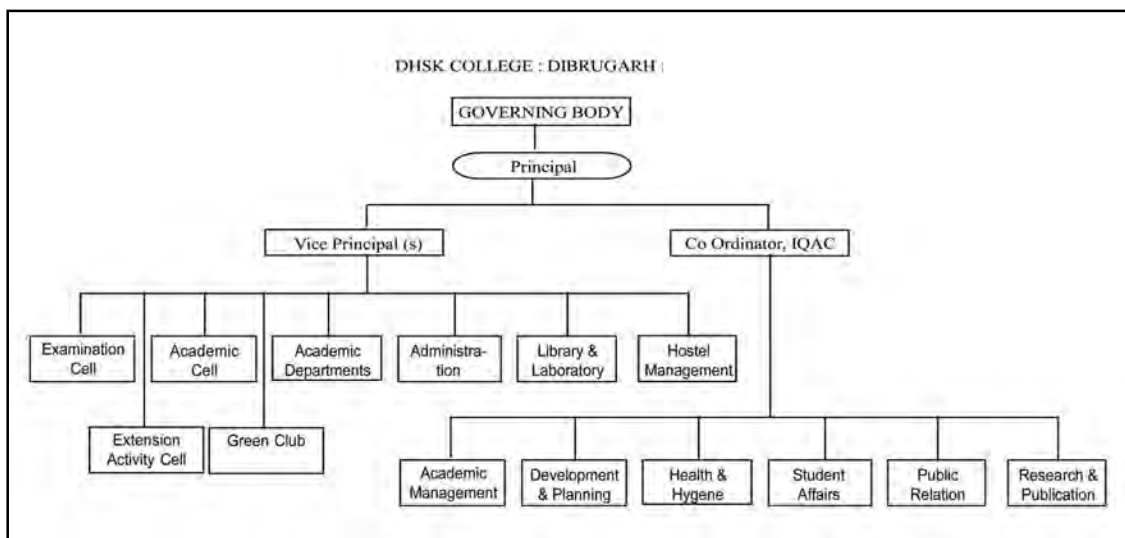 DHSK COLLEGE : DIBRUGARH :
GOVERNING BODY
Principal
Vice Principal (s)
Co Ordinator, IQAC
Examination
Cell
Academic
Cell
Academic
Departments
Administra-
tion
Library &
Laboratory
Hostel
Management
Extension
Activity Cell
Green Club
Academic
Management
Development
& Planning
Health &
Hygene
Student
Affairs
Public
Relation
Research &
Publication